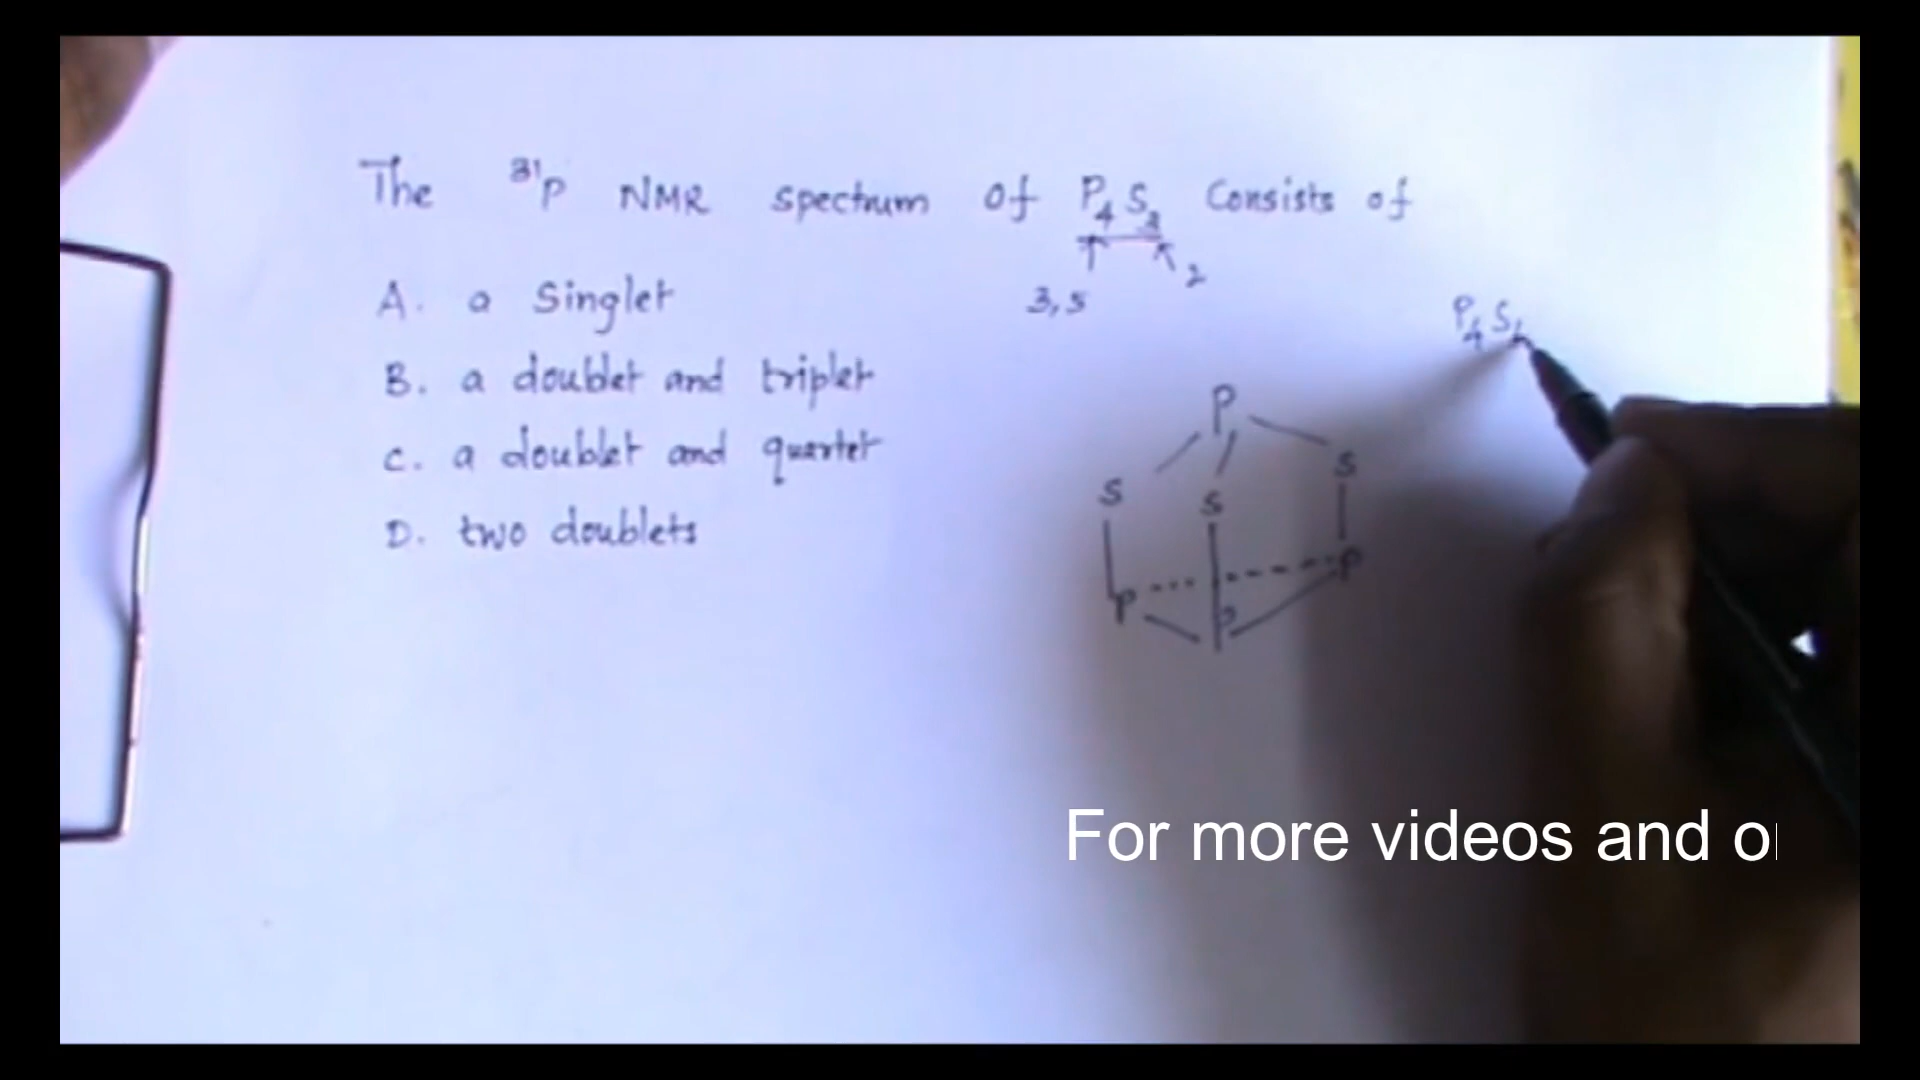 The ³¹P NMR spectrum of P₄S₃ Consists of
3,5 2
A. a Singlet
B. a doublet and triplet
C. a doublet and quartet
D. two doublets
P₄S
P
S S S
P P P
For more videos and